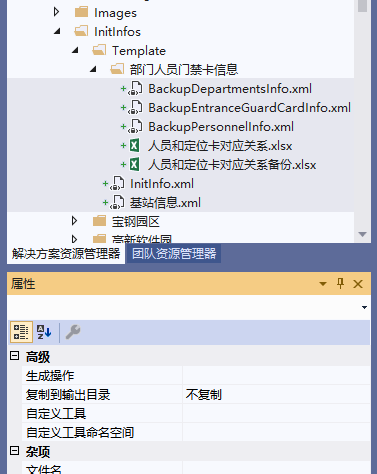 Images
InitInfos
Template
部门人员门禁卡信息
BackupDepartmentsInfo.xml
BackupEntranceGuardCardInfo.xml
BackupPersonnelInfo.xml
人员和定位卡对应关系.xlsx
人员和定位卡对应关系备份.xlsx
InitInfo.xml
基站信息.xml
宝钢园区
高新软件园
解决方案资源管理器 团队资源管理器
属性
高级
生成操作
复制到输出目录 不复制
自定义工具
自定义工具命名空间
杂项
文件名